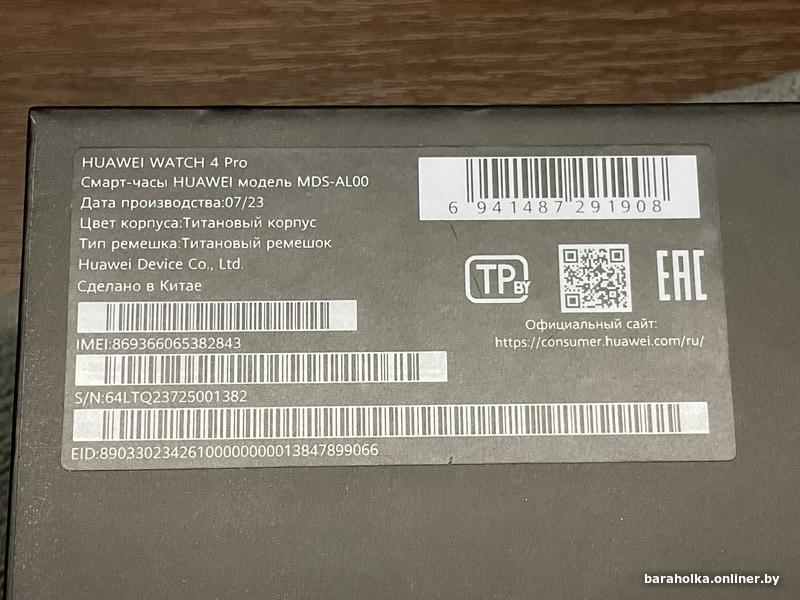 HUAWEI WATCH 4 Pro
Смарт-часы HUAWEI модель MDS-AL00
Дата производства:07/23
Цвет корпуса:Титановый корпус
Тип ремешка:Титановый ремешок
Huawei Device Co., Ltd.
Сделано в Китае
IMEI:869366065382843
S/N:64LTQ23725001382
EID:89033023426100000000013847899066
6 941487 291908
TP BY
EAC
Официальный сайт:
https://consumer.huawei.com/ru/
baraholka.onliner.by